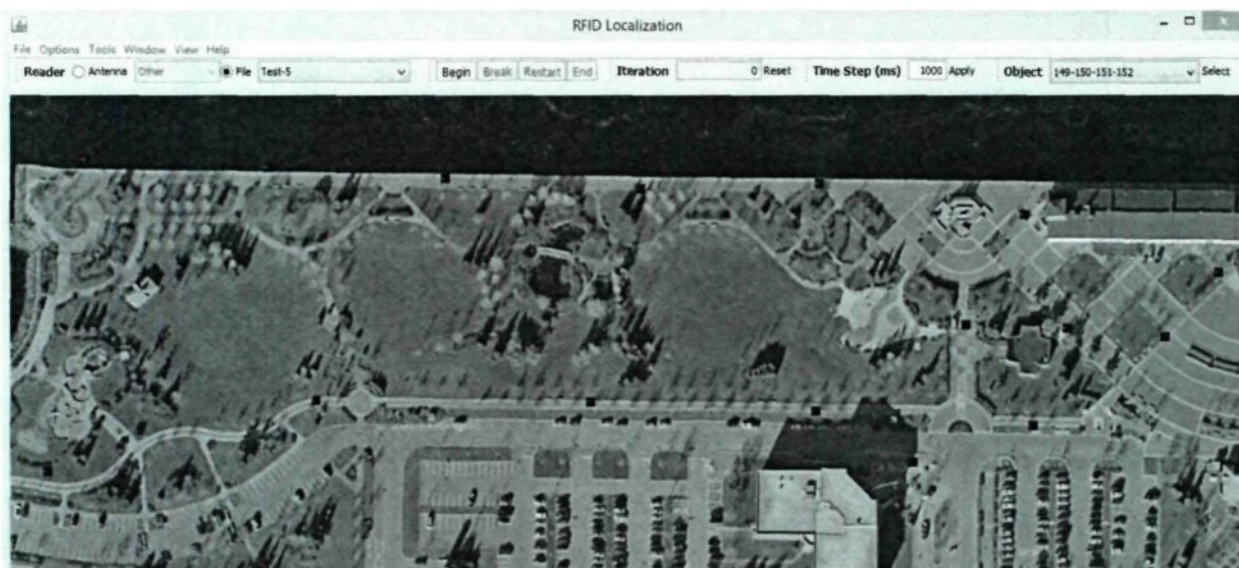 RFID Localization
File Options Tools Window View Help
Reader Antenna Other File Test-5 Begin Break Restart End Iteration 0 Reset Time Step (ms) 1000 Apply Object 149-150-151-152 Select